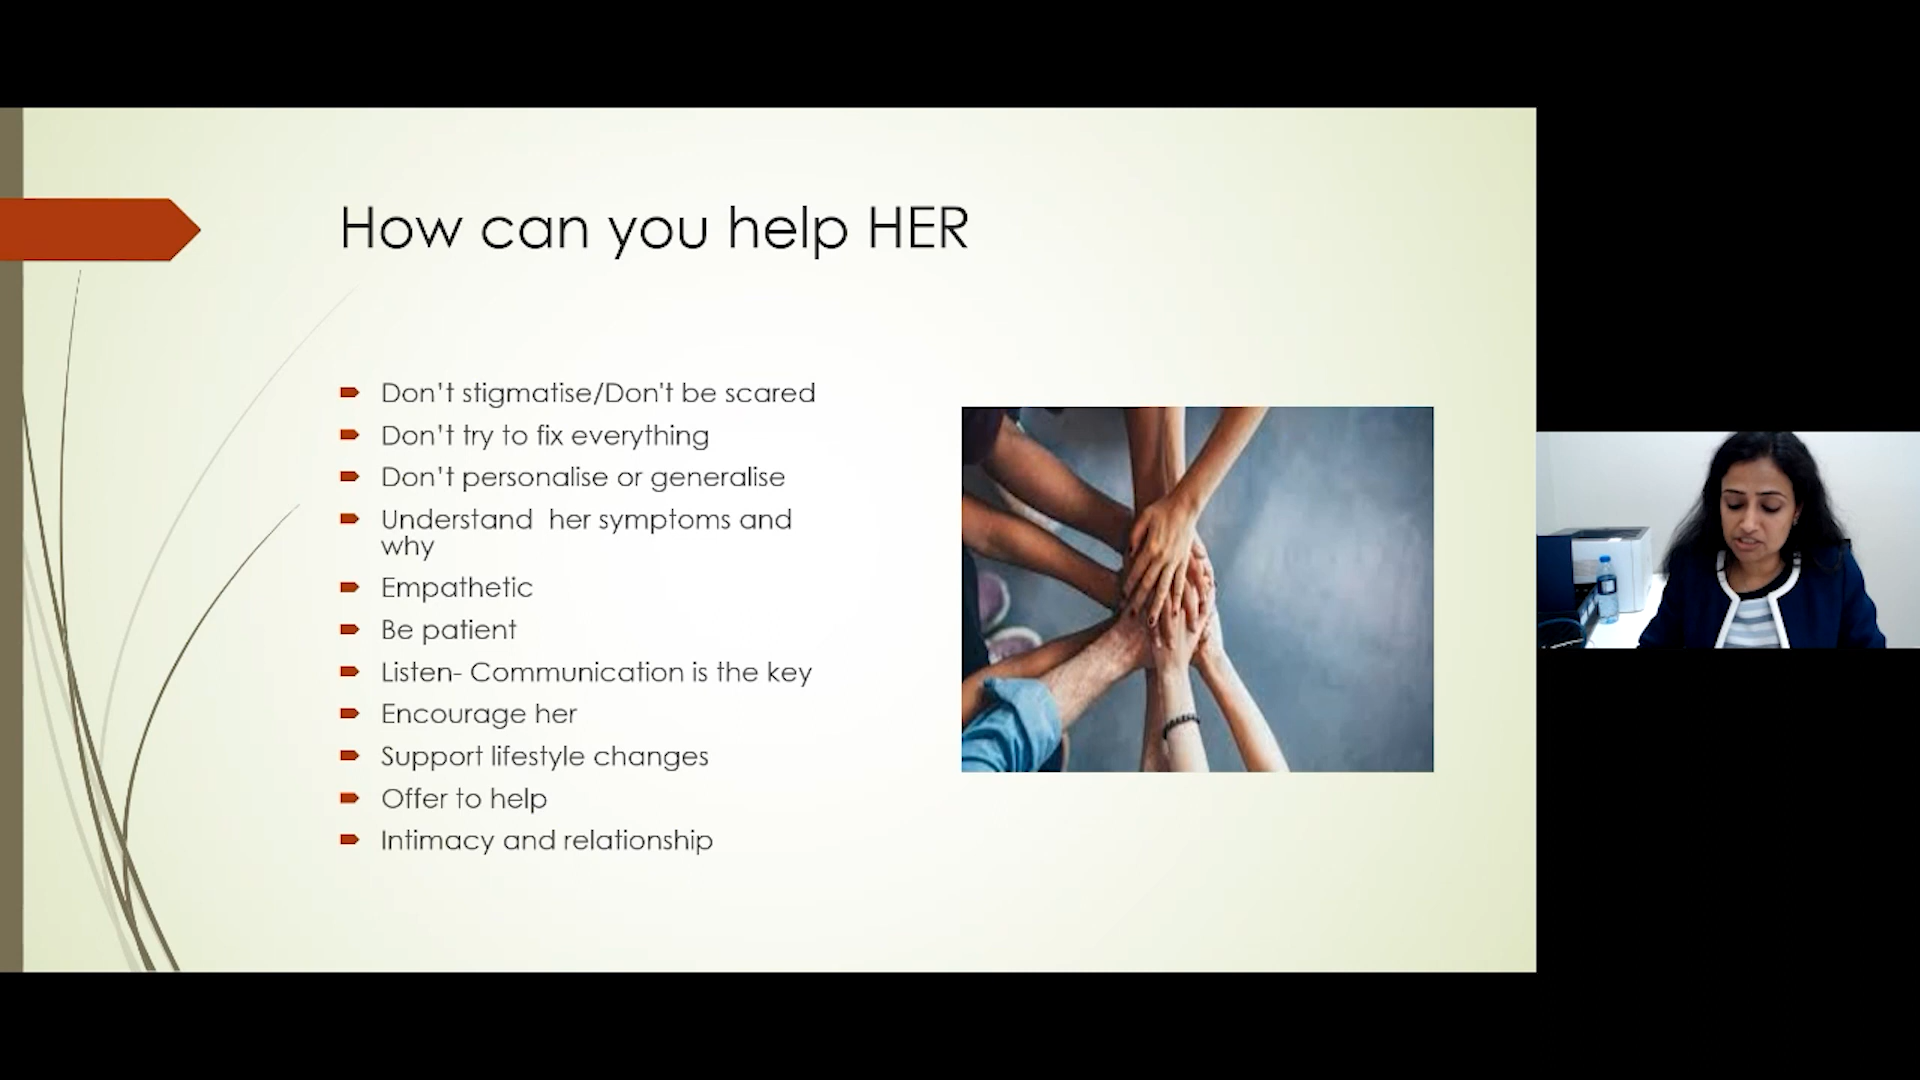 How can you help HER
Don't stigmatise/Don't be scared
Don't try to fix everything
Don't personalise or generalise
Understand  her symptoms and
why
Empathetic
Be patient
Listen- Communication is the key
Encourage her
Support lifestyle changes
Offer to help
Intimacy and relationship